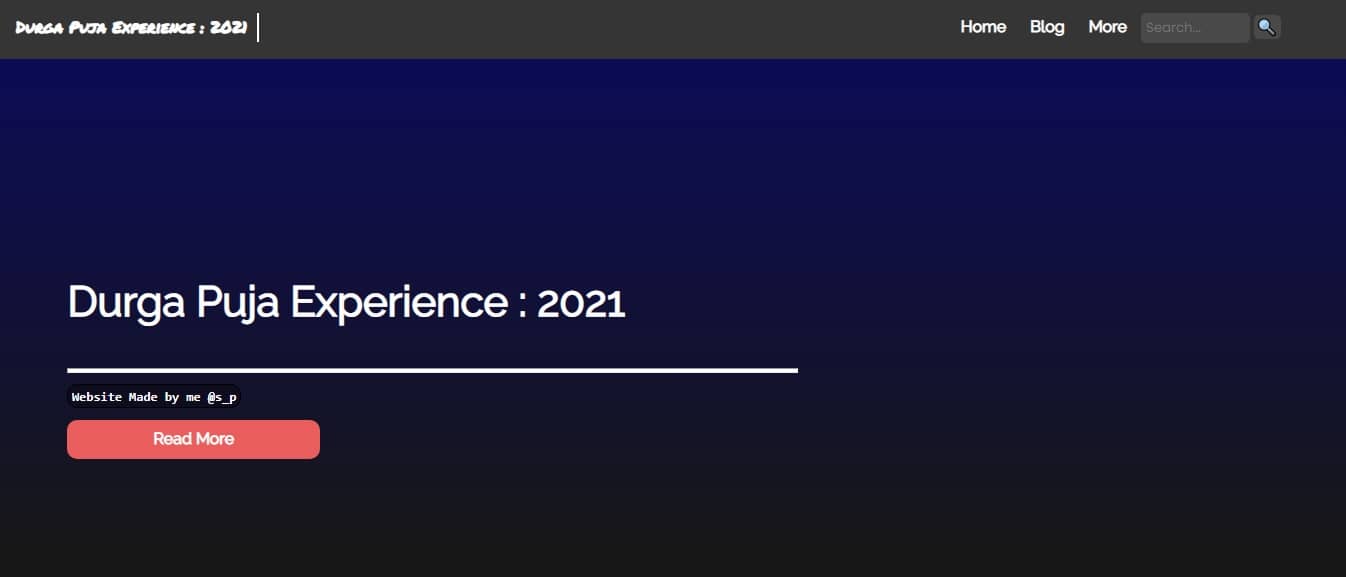 Durga Puja Experience : 2021
Home Blog More Search...
Durga Puja Experience : 2021
Website Made by me @s_p
Read More